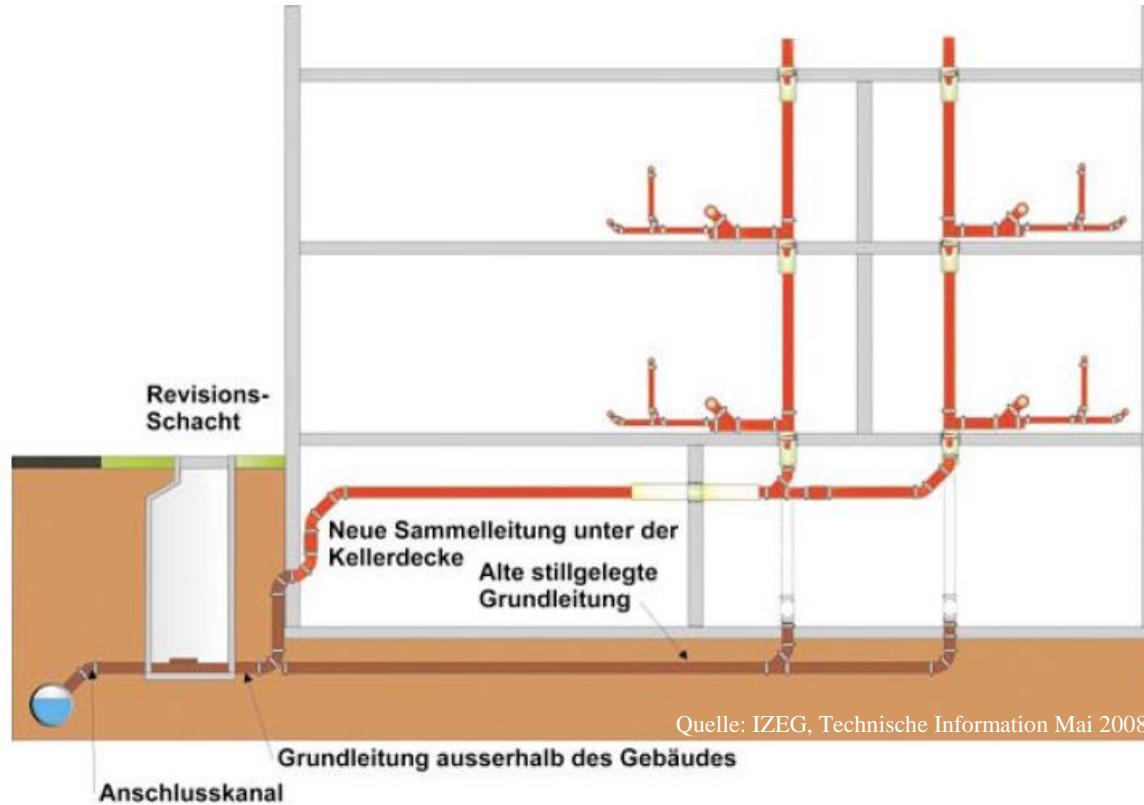 Revisions-
Schacht
Neue Sammelleitung unter der
Kellerdecke
Alte stillgelegte
Grundleitung
Quelle: IZEG, Technische Information Mai 2008
Grundleitung ausserhalb des Gebäudes
Anschlusskanal